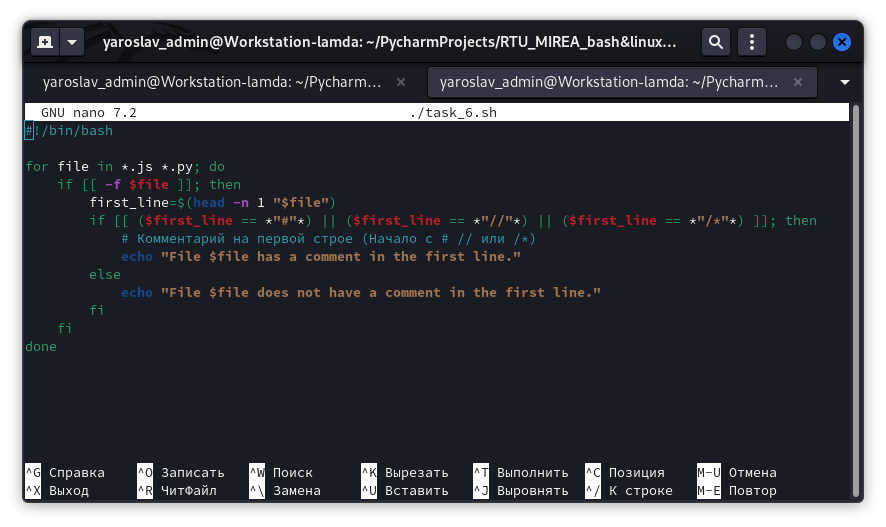 yaroslav_admin@Workstation-lamda: ~/PycharmProjects/RTU_MIREA_bash&linux...
yaroslav_admin@Workstation-lamda: ~/Pycharm... × yaroslav_admin@Workstation-lamda: ~/Pycharm... ×
GNU nano 7.2 ./task_6.sh
#!/bin/bash
for file in *.js *.py; do
    if [[ -f $file ]]; then
        first_line=$(head -n 1 "$file")
        if [[ ($first_line == *"#"*) || ($first_line == *"//"*) || ($first_line == *"/*"*) ]]; then
            # Комментарий на первой строе (Начало с # // или /*)
            echo "File $file has a comment in the first line."
        else
            echo "File $file does not have a comment in the first line."
        fi
    fi
done
^G Справка ^O Записать ^W Поиск ^K Вырезать ^T Выполнить ^C Позиция M-U Отмена
^X Выход ^R ЧитФайл ^\ Замена ^U Вставить ^J Выровнять ^/ К строке M-E Повтор